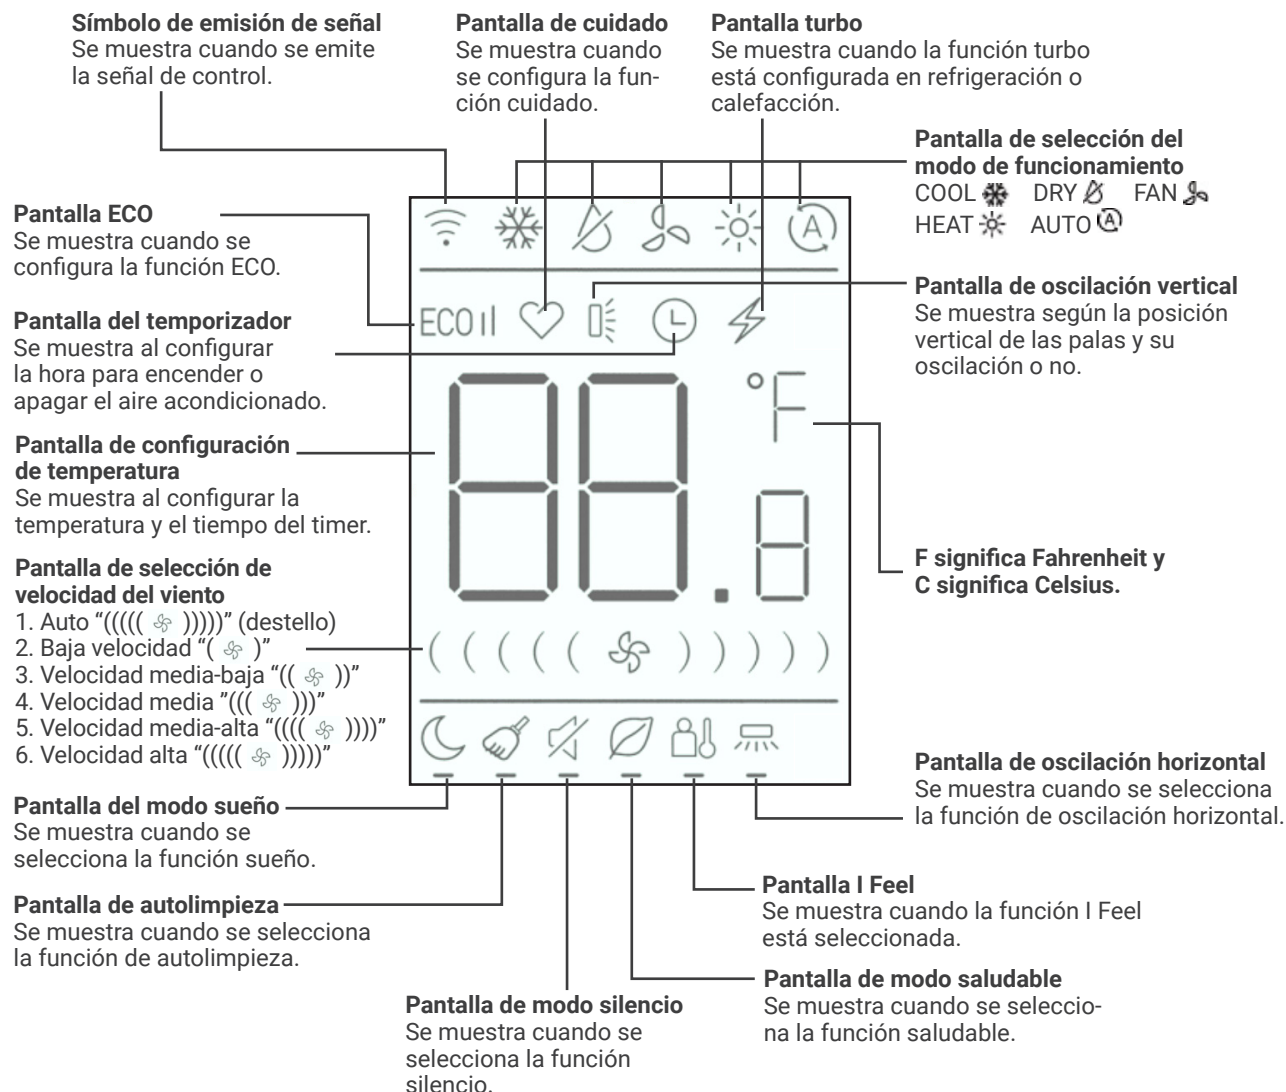 Símbolo de emisión de señal
Se muestra cuando se emite
la señal de control.
Pantalla de cuidado
Se muestra cuando
se configura la fun-
ción cuidado.
Pantalla turbo
Se muestra cuando la función turbo
está configurada en refrigeración o
calefacción.
Pantalla de selección del
modo de funcionamiento
COOL DRY FAN
HEAT AUTO A
Pantalla ECO
Se muestra cuando se
configura la función ECO.
Pantalla del temporizador
Se muestra al configurar
la hora para encender o
apagar el aire acondicionado.
Pantalla de configuración
de temperatura
Se muestra al configurar la
temperatura y el tiempo del timer.
Pantalla de selección de
velocidad del viento
1. Auto “((((( )))))” (destello)
2. Baja velocidad “( )”
3. Velocidad media-baja “(( ))”
4. Velocidad media ”((( )))”
5. Velocidad media-alta “(((( ))))”
6. Velocidad alta “((((( )))))”
Pantalla del modo sueño
Se muestra cuando se
selecciona la función sueño.
Pantalla de autolimpieza
Se muestra cuando se selecciona
la función de autolimpieza.
A
ECO
°F
88.8
( ( ( ( ( ) ) ) ) )
Pantalla de oscilación vertical
Se muestra según la posición
vertical de las palas y su
oscilación o no.
F significa Fahrenheit y
C significa Celsius.
Pantalla de oscilación horizontal
Se muestra cuando se selecciona
la función de oscilación horizontal.
Pantalla I Feel
Se muestra cuando la función I Feel
está seleccionada.
Pantalla de modo saludable
Se muestra cuando se seleccio-
na la función saludable.
Pantalla de modo silencio
Se muestra cuando se
selecciona la función
silencio.